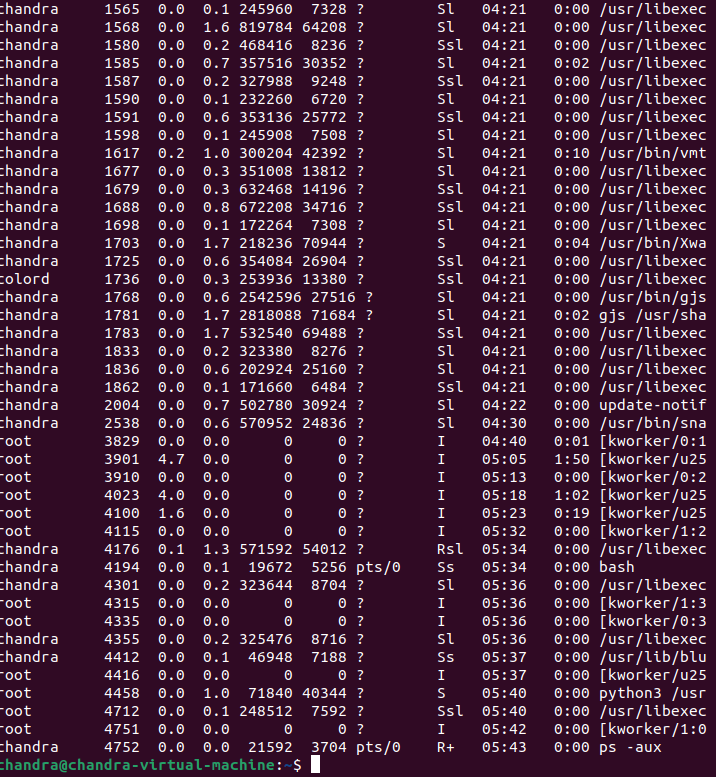 chandra 1565 0.0 0.1 245960 7328 ? Sl 04:21 0:00 /usr/libexec
chandra 1568 0.0 1.6 819784 64208 ? Sl 04:21 0:00 /usr/libexec
chandra 1580 0.0 0.2 468416 8236 ? Ssl 04:21 0:00 /usr/libexec
chandra 1585 0.0 0.7 357516 30352 ? Sl 04:21 0:02 /usr/libexec
chandra 1587 0.0 0.2 327988 9248 ? Ssl 04:21 0:00 /usr/libexec
chandra 1590 0.0 0.1 232260 6720 ? Sl 04:21 0:00 /usr/libexec
chandra 1591 0.0 0.6 353136 25772 ? Ssl 04:21 0:00 /usr/libexec
chandra 1598 0.0 0.1 245908 7508 ? Sl 04:21 0:00 /usr/libexec
chandra 1617 0.2 1.0 300204 42392 ? Sl 04:21 0:10 /usr/bin/vmt
chandra 1677 0.0 0.3 351008 13812 ? Sl 04:21 0:00 /usr/libexec
chandra 1679 0.0 0.3 632468 14196 ? Ssl 04:21 0:00 /usr/libexec
chandra 1688 0.0 0.8 672208 34716 ? Ssl 04:21 0:00 /usr/libexec
chandra 1698 0.0 0.1 172264 7308 ? Sl 04:21 0:00 /usr/libexec
chandra 1703 0.0 1.7 218236 70944 ? S 04:21 0:04 /usr/bin/Xwa
chandra 1725 0.0 0.6 354084 26904 ? Ssl 04:21 0:00 /usr/libexec
colord 1736 0.0 0.3 253936 13380 ? Ssl 04:21 0:00 /usr/libexec
chandra 1768 0.0 0.6 2542596 27516 ? Sl 04:21 0:00 /usr/bin/gjs
chandra 1781 0.0 1.7 2818088 71684 ? Sl 04:21 0:02 gjs /usr/sha
chandra 1783 0.0 1.7 532540 69488 ? Ssl 04:21 0:00 /usr/libexec
chandra 1833 0.0 0.2 323380 8276 ? Sl 04:21 0:00 /usr/libexec
chandra 1836 0.0 0.6 202924 25160 ? Sl 04:21 0:00 /usr/libexec
chandra 1862 0.0 0.1 171660 6484 ? Ssl 04:21 0:00 /usr/libexec
chandra 2004 0.0 0.7 502780 30924 ? Sl 04:22 0:00 update-notif
chandra 2538 0.0 0.6 570952 24836 ? Sl 04:30 0:00 /usr/bin/sna
root 3829 0.0 0.0 0 0 ? I 04:40 0:01 [kworker/0:1
root 3901 4.7 0.0 0 0 ? I 05:05 1:50 [kworker/u25
root 3910 0.0 0.0 0 0 ? I 05:13 0:00 [kworker/0:2
root 4023 4.0 0.0 0 0 ? I 05:18 1:02 [kworker/u25
root 4100 1.6 0.0 0 0 ? I 05:23 0:19 [kworker/u25
root 4115 0.0 0.0 0 0 ? I 05:32 0:00 [kworker/1:2
chandra 4176 0.1 1.3 571592 54012 ? Rsl 05:34 0:00 /usr/libexec
chandra 4194 0.0 0.1 19672 5256 pts/0 Ss 05:34 0:00 bash
chandra 4301 0.0 0.2 323644 8704 ? Sl 05:36 0:00 /usr/libexec
root 4315 0.0 0.0 0 0 ? I 05:36 0:00 [kworker/1:3
root 4335 0.0 0.0 0 0 ? I 05:36 0:00 [kworker/0:3
chandra 4355 0.0 0.2 325476 8716 ? Sl 05:36 0:00 /usr/libexec
chandra 4412 0.0 0.1 46948 7188 ? Ss 05:37 0:00 /usr/lib/blu
root 4416 0.0 0.0 0 0 ? I 05:37 0:00 [kworker/u25
root 4458 0.0 1.0 71840 40344 ? S 05:40 0:00 python3 /usr
root 4712 0.0 0.1 248512 7592 ? Ssl 05:40 0:00 /usr/libexec
root 4751 0.0 0.0 0 0 ? I 05:42 0:00 [kworker/1:0
chandra 4752 0.0 0.0 21592 3704 pts/0 R+ 05:43 0:00 ps -aux
chandra@chandra-virtual-machine:~$